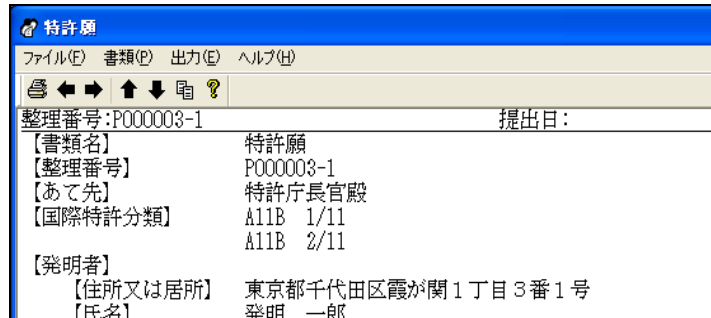 特許願
ファイル(F) 書類(P) 出力(E) ヘルプ(H)
整理番号:P000003-1 提出日:
【書類名】 特許願
【整理番号】 P000003-1
【あて先】 特許庁長官殿
【国際特許分類】 A11B 1/11
A11B 2/11
【発明者】
【住所又は居所】 東京都千代田区霞が関1丁目3番1号
【氏名】 発明 一郎